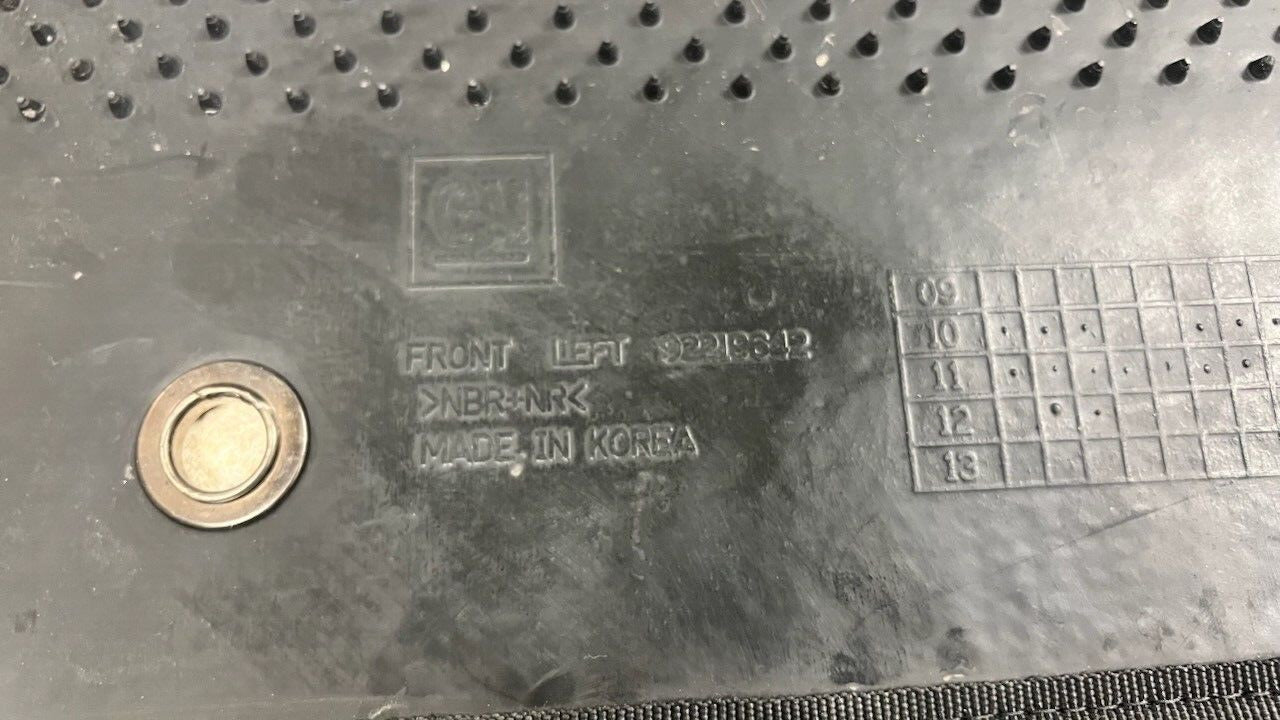 GM
FRONT LEFT 92219642
>NBR+NR<
MADE IN KOREA
09
10
11
12
13